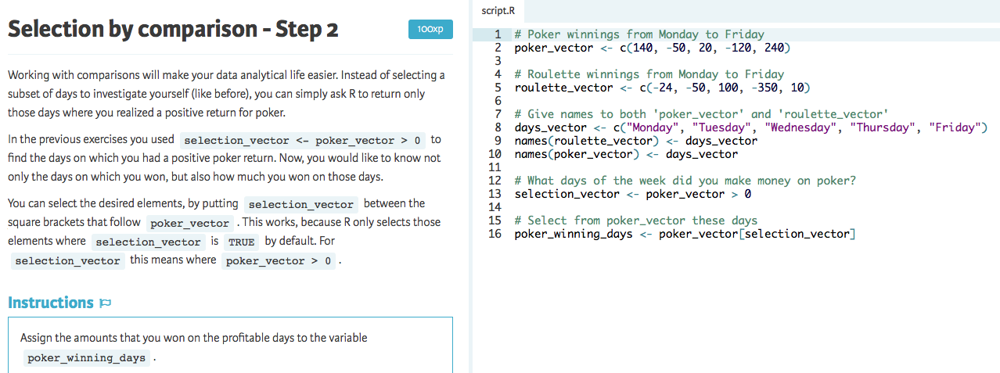 Selection by comparison - Step 2
100xp
Working with comparisons will make your data analytical life easier. Instead of selecting a
subset of days to investigate yourself (like before), you can simply ask R to return only
those days where you realized a positive return for poker.
In the previous exercises you used selection_vector <- poker_vector > 0 to
find the days on which you had a positive poker return. Now, you would like to know not
only the days on which you won, but also how much you won on those days.
You can select the desired elements, by putting selection_vector between the
square brackets that follow poker_vector . This works, because R only selects those
elements where selection_vector is TRUE by default. For
selection_vector this means where poker_vector > 0 .
Instructions
Assign the amounts that you won on the profitable days to the variable
poker_winning_days .
script.R
1 # Poker winnings from Monday to Friday
2 poker_vector <- c(140, -50, 20, -120, 240)
3
4 # Roulette winnings from Monday to Friday
5 roulette_vector <- c(-24, -50, 100, -350, 10)
6
7 # Give names to both 'poker_vector' and 'roulette_vector'
8 days_vector <- c("Monday", "Tuesday", "Wednesday", "Thursday", "Friday")
9 names(roulette_vector) <- days_vector
10 names(poker_vector) <- days_vector
11
12 # What days of the week did you make money on poker?
13 selection_vector <- poker_vector > 0
14
15 # Select from poker_vector these days
16 poker_winning_days <- poker_vector[selection_vector]